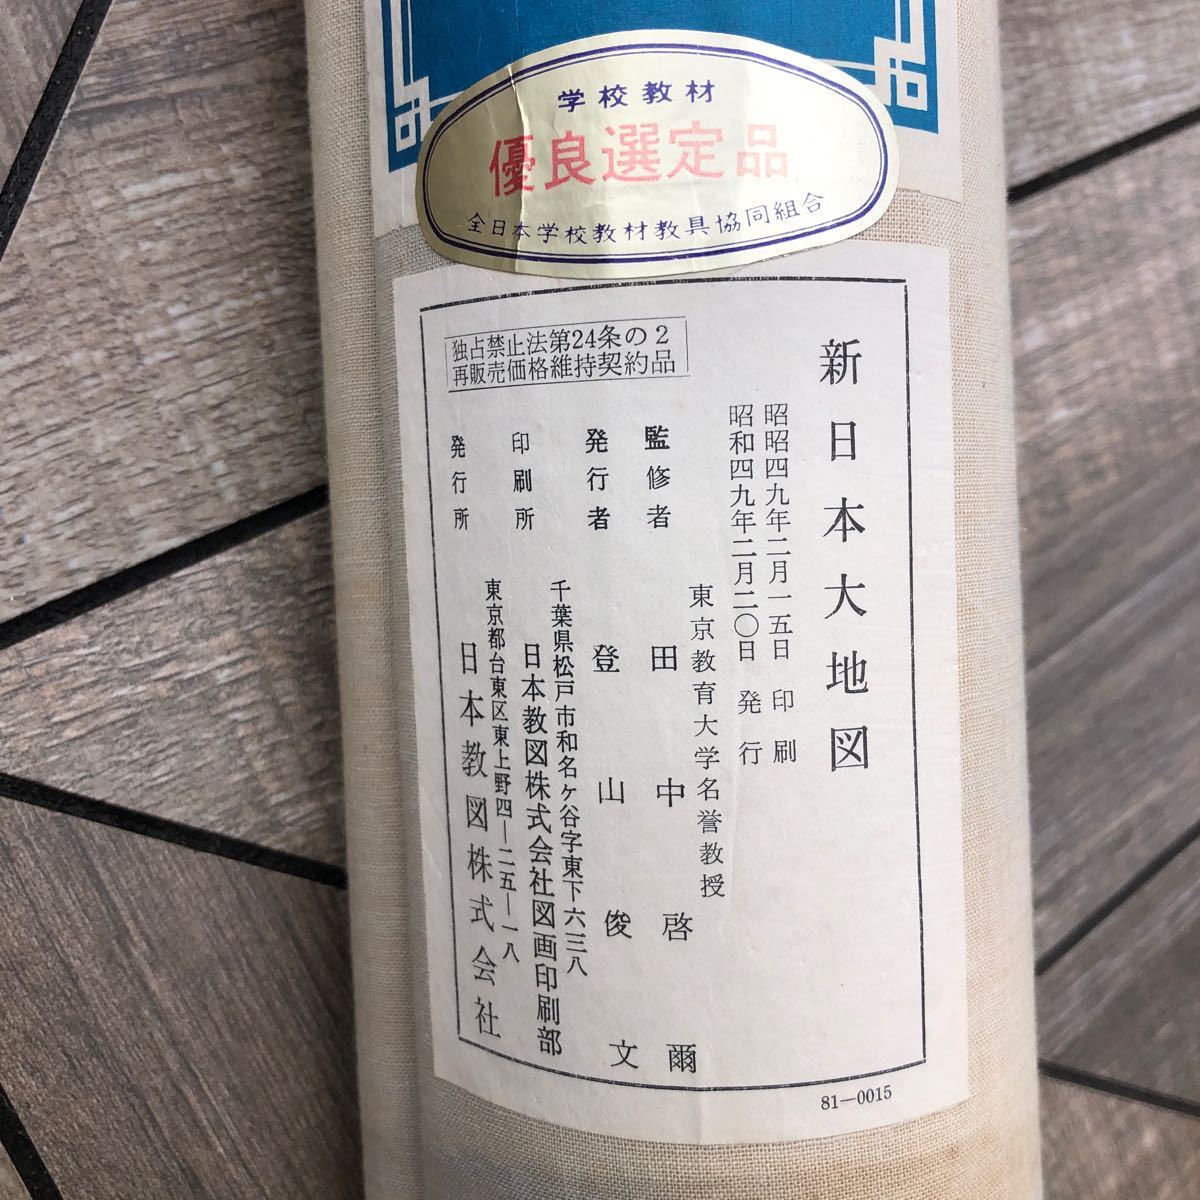 学校教材
優良選定品
全日本学校教材教具協同組合
新日本大地図
昭昭四九年二月一五日 印刷
昭和四九年二月二〇日 発行
東京教育大学名誉教授
監修者 田中啓爾
発行者 登山俊文
千葉県松戸市和名ヶ谷字東下六三八
印刷所 日本教図株式会社図画印刷部
東京都台東区東上野四―二五―一八
発行所 日本教図株式会社
独占禁止法第24条の2
再販売価格維持契約品
81―0015